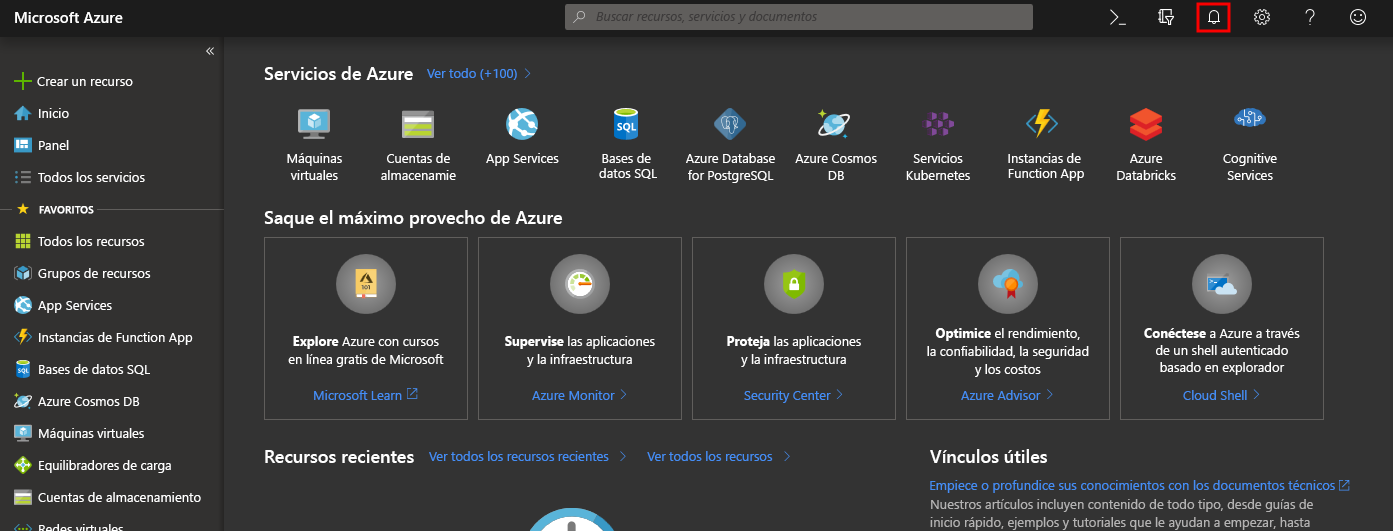 Microsoft Azure
Buscar recursos, servicios y documentos
Crear un recurso
Inicio
Panel
Todos los servicios
FAVORITOS
Todos los recursos
Grupos de recursos
App Services
Instancias de Function App
Bases de datos SQL
Azure Cosmos DB
Máquinas virtuales
Equilibradores de carga
Cuentas de almacenamiento
Redes virtuales
Servicios de Azure
Ver todo (+100)
Máquinas
virtuales
Cuentas de
almacenamie
App Services
SQL
Bases de
datos SQL
Azure Database
for PostgreSQL
Azure Cosmos
DB
Servicios
Kubernetes
Instancias de
Function App
Azure
Databricks
Cognitive
Services
Saque el máximo provecho de Azure
101
Explore Azure con cursos
en línea gratis de Microsoft
Microsoft Learn
Supervise las aplicaciones
y la infraestructura
Azure Monitor
Proteja las aplicaciones
y la infraestructura
Security Center
Optimice el rendimiento,
la confiabilidad, la seguridad
y los costos
Azure Advisor
Conéctese a Azure a través
de un shell autenticado
basado en explorador
Cloud Shell
Recursos recientes
Ver todos los recursos recientes
Ver todos los recursos
Vínculos útiles
Empiece o profundice sus conocimientos con los documentos técnicos
Nuestros artículos incluyen contenido de todo tipo, desde guías de
inicio rápido, ejemplos y tutoriales que le ayudan a empezar, hasta